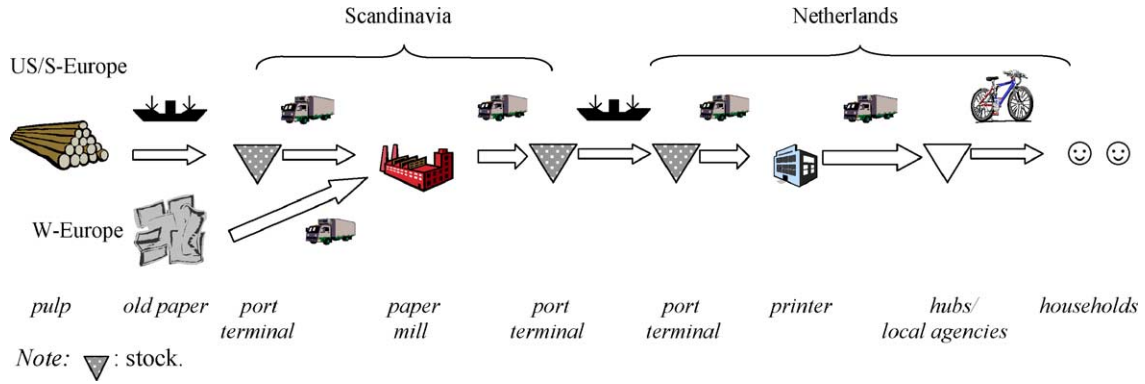 Scandinavia
Netherlands
US/S-Europe
W-Europe
pulp
old paper
port
terminal
paper
mill
port
terminal
port
terminal
printer
hubs/
local agencies
households
Note: : stock.